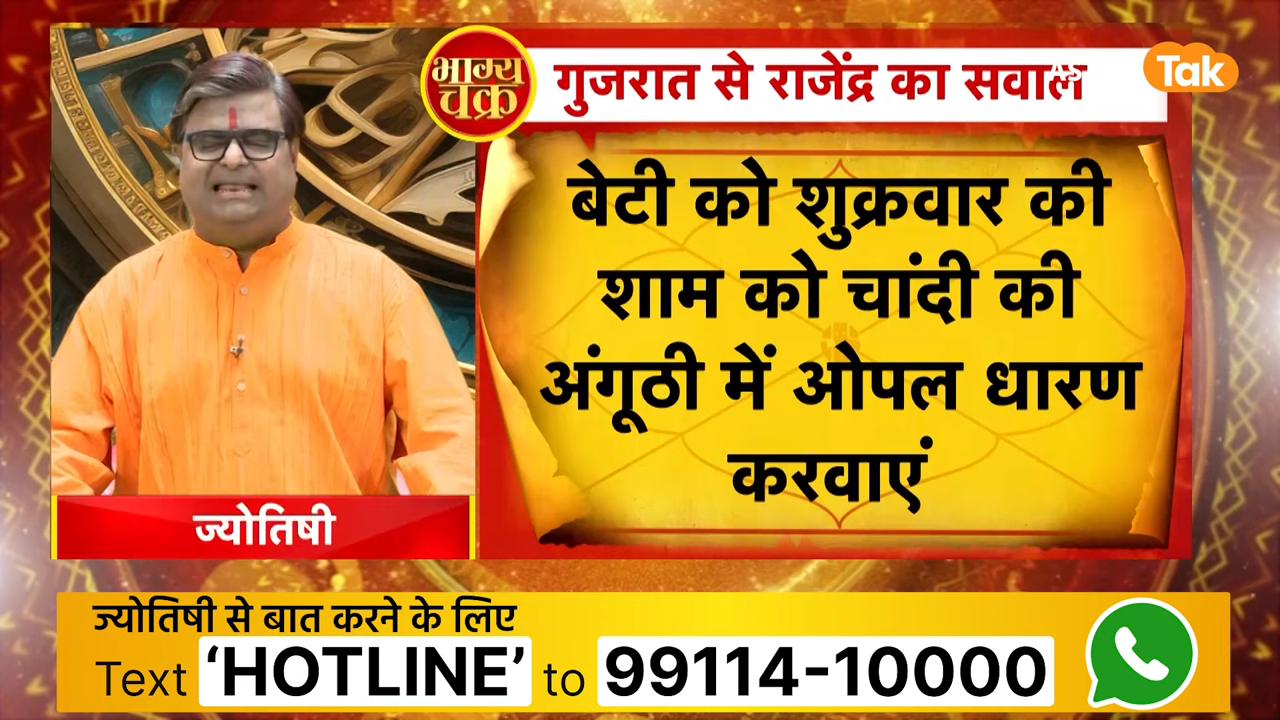 भाग्य
चक्र
गुजरात से राजेंद्र का सवाल
Tak
बेटी को शुक्रवार की
शाम को चांदी की
अंगूठी में ओपल धारण
करवाएं
ज्योतिषी
ज्योतिषी से बात करने के लिए
Text ‘HOTLINE’ to 99114-10000